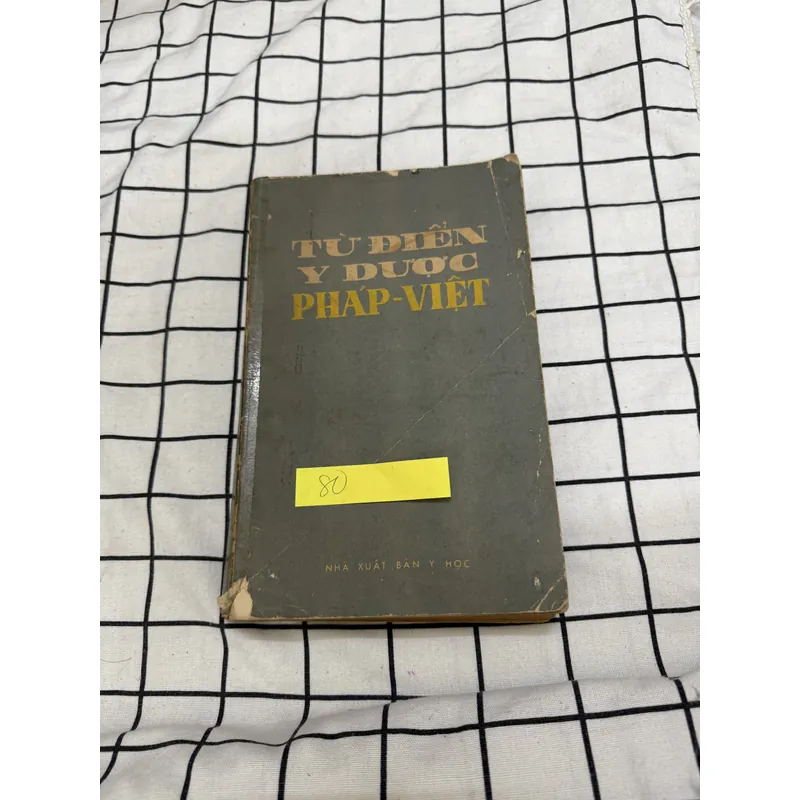 TỪ ĐIỂN
Y DƯỢC
PHÁP-VIỆT
80
NHÀ XUẤT BẢN Y HỌC